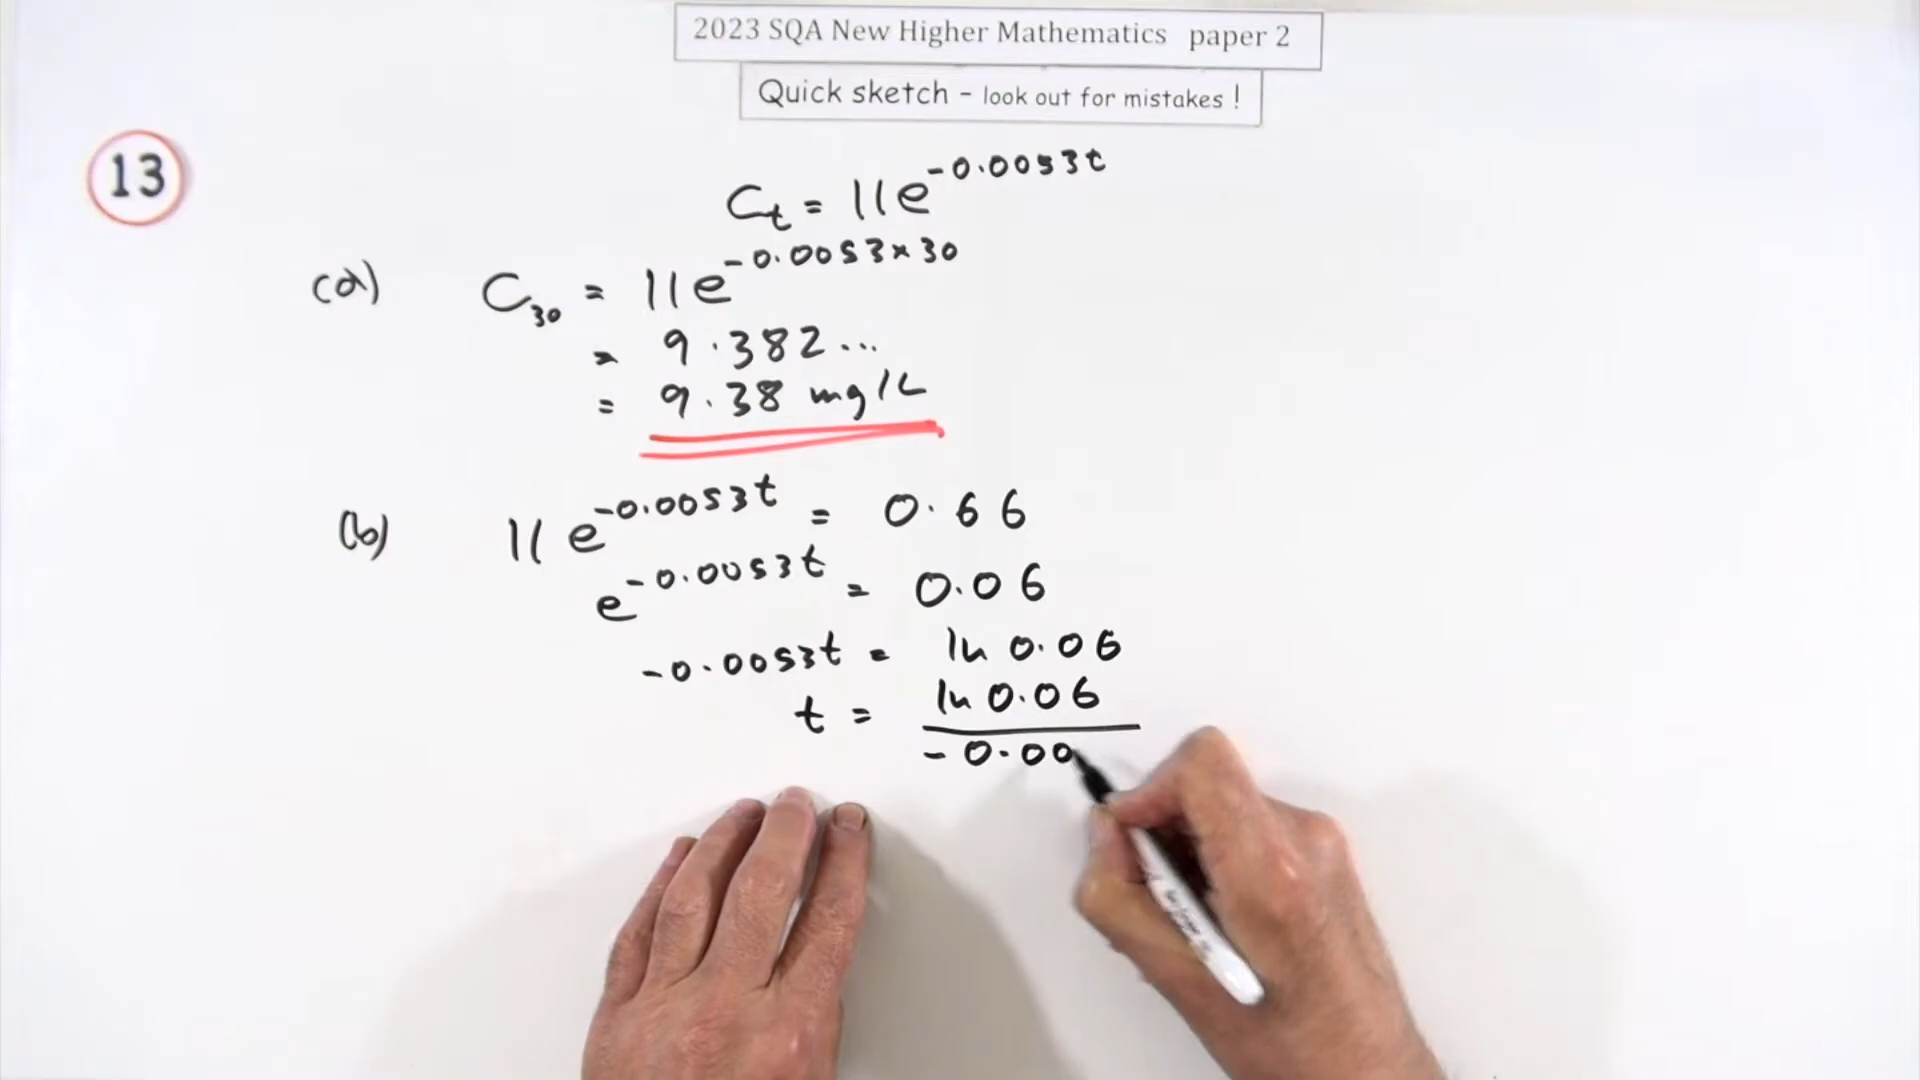 2023 SQA New Higher Mathematics paper 2
Quick sketch - look out for mistakes !
13
Cₜ = 11e^-0.0053t
(a) C₃₀ = 11e^-0.0053×30
= 9.382...
= 9.38 mg/L
(b) 11e^-0.0053t = 0.66
e^-0.0053t = 0.06
-0.0053t = ln 0.06
t = ln 0.06
-0.00